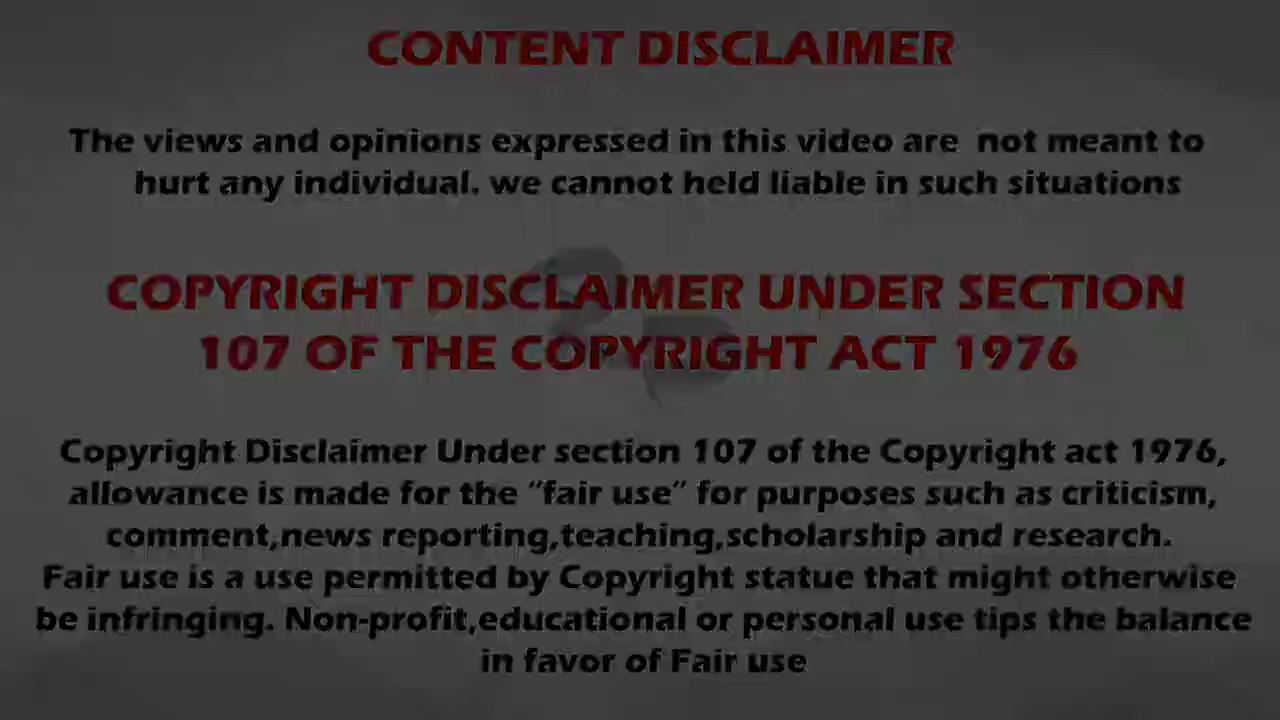 CONTENT DISCLAIMER
The views and opinions expressed in this video are not meant to
hurt any individual. we cannot held liable in such situations
COPYRIGHT DISCLAIMER UNDER SECTION
107 OF THE COPYRIGHT ACT 1976
Copyright Disclaimer Under section 107 of the Copyright act 1976,
allowance is made for the “fair use” for purposes such as criticism,
comment,news reporting,teaching,scholarship and research.
Fair use is a use permitted by Copyright statue that might otherwise
be infringing. Non-profit,educational or personal use tips the balance
in favor of Fair use